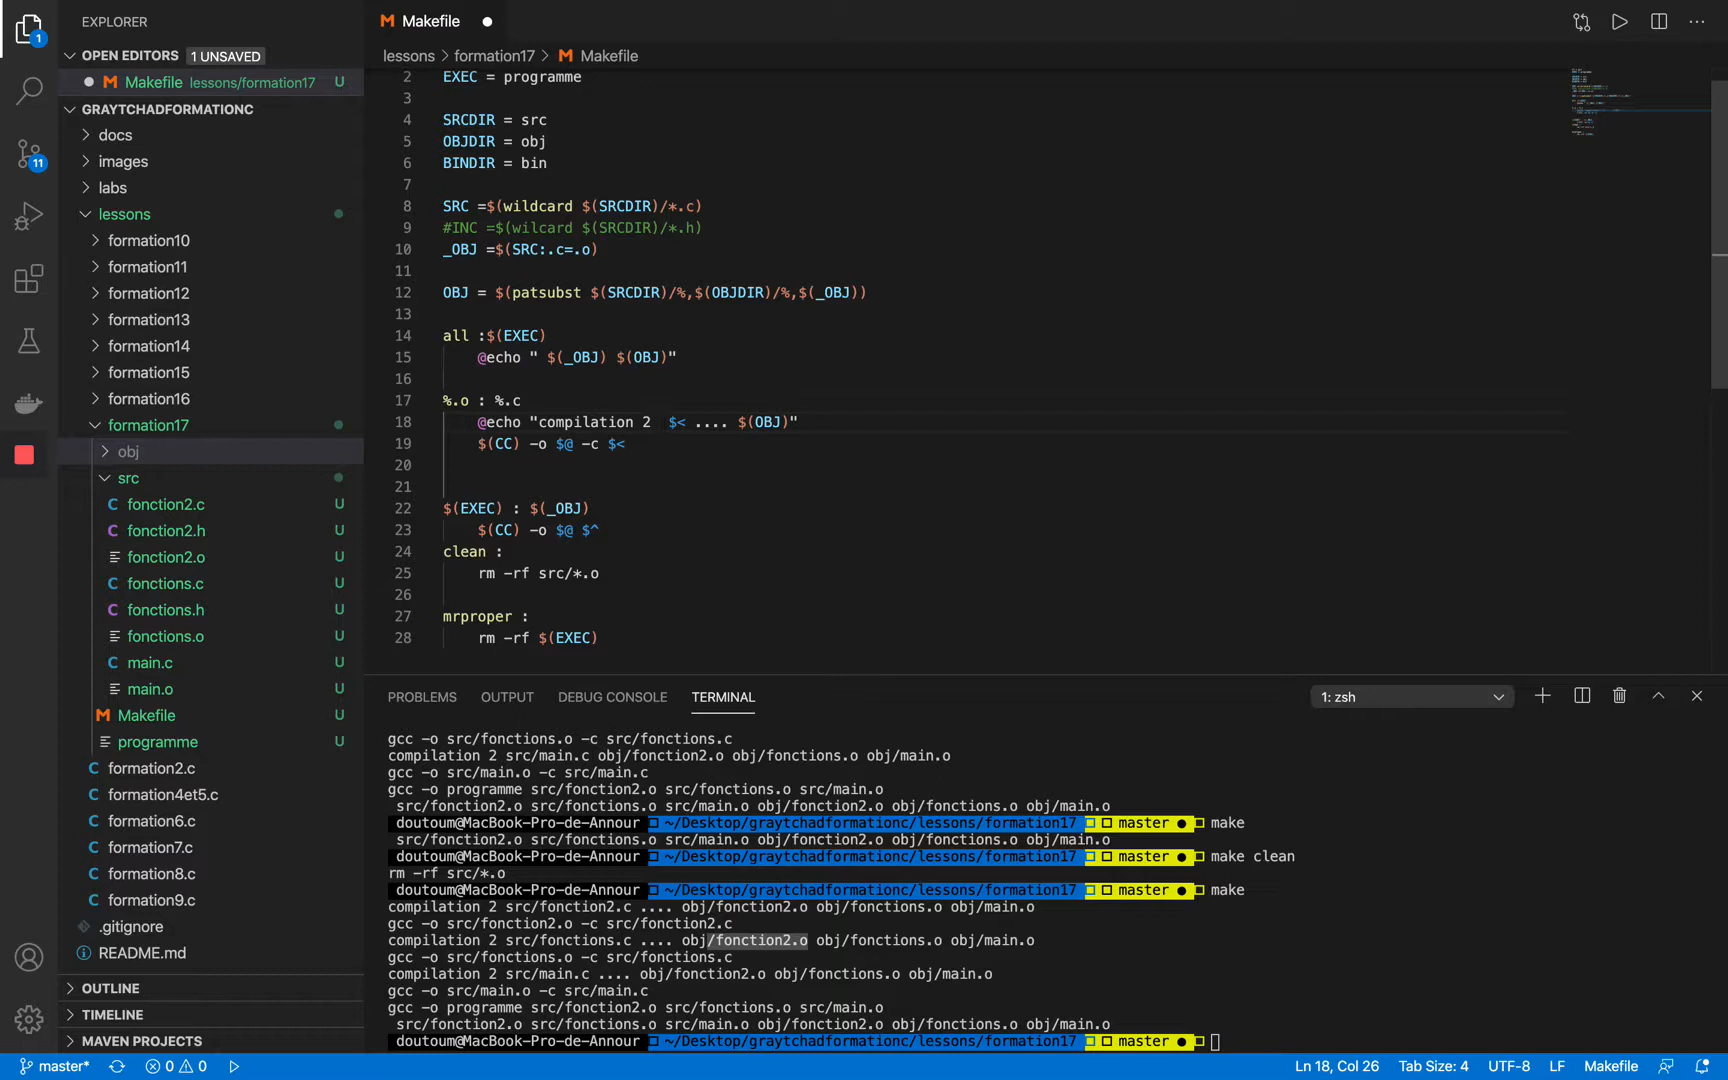 EXPLORER
OPEN EDITORS 1 UNSAVED
Makefile lessons/formation17 U
GRAYTCHADFORMATIONC
docs
images
labs
lessons
formation10
formation11
formation12
formation13
formation14
formation15
formation16
formation17
obj
src
fonction2.c U
fonction2.h U
fonction2.o U
fonctions.c U
fonctions.h U
fonctions.o U
main.c U
main.o U
Makefile U
programme U
formation2.c
formation4et5.c
formation6.c
formation7.c
formation8.c
formation9.c
.gitignore
README.md
OUTLINE
TIMELINE
MAVEN PROJECTS
1
11
Makefile
lessons > formation17 > Makefile
2 EXEC = programme
3
4 SRCDIR = src
5 OBJDIR = obj
6 BINDIR = bin
7
8 SRC =$(wildcard $(SRCDIR)/*.c)
9 #INC =$(wilcard $(SRCDIR)/*.h)
10 _OBJ =$(SRC:.c=.o)
11
12 OBJ = $(patsubst $(SRCDIR)/%,$(OBJDIR)/%,$(_OBJ))
13
14 all :$(EXEC)
15 @echo " $(_OBJ) $(OBJ)"
16
17 %.o : %.c
18 @echo "compilation 2  $< .... $(OBJ)"
19 $(CC) -o $@ -c $<
20
21
22 $(EXEC) : $(_OBJ)
23 $(CC) -o $@ $^
24 clean :
25 rm -rf src/*.o
26
27 mrproper :
28 rm -rf $(EXEC)
PROBLEMS OUTPUT DEBUG CONSOLE TERMINAL 1: zsh
gcc -o src/fonctions.o -c src/fonctions.c
compilation 2 src/main.c obj/fonction2.o obj/fonctions.o obj/main.o
gcc -o src/main.o -c src/main.c
gcc -o programme src/fonction2.o src/fonctions.o src/main.o
src/fonction2.o src/fonctions.o src/main.o obj/fonction2.o obj/fonctions.o obj/main.o
doutoum@MacBook-Pro-de-Annour ~/Desktop/graytchadformationc/lessons/formation17 master ● make
src/fonction2.o src/fonctions.o src/main.o obj/fonction2.o obj/fonctions.o obj/main.o
doutoum@MacBook-Pro-de-Annour ~/Desktop/graytchadformationc/lessons/formation17 master ● make clean
rm -rf src/*.o
doutoum@MacBook-Pro-de-Annour ~/Desktop/graytchadformationc/lessons/formation17 master ● make
compilation 2 src/fonction2.c .... obj/fonction2.o obj/fonctions.o obj/main.o
gcc -o src/fonction2.o -c src/fonction2.c
compilation 2 src/fonctions.c .... obj/fonction2.o obj/fonctions.o obj/main.o
gcc -o src/fonctions.o -c src/fonctions.c
compilation 2 src/main.c .... obj/fonction2.o obj/fonctions.o obj/main.o
gcc -o src/main.o -c src/main.c
gcc -o programme src/fonction2.o src/fonctions.o src/main.o
src/fonction2.o src/fonctions.o src/main.o obj/fonction2.o obj/fonctions.o obj/main.o
doutoum@MacBook-Pro-de-Annour ~/Desktop/graytchadformationc/lessons/formation17 master ●
master* 0 0 Ln 18, Col 26 Tab Size: 4 UTF-8 LF Makefile